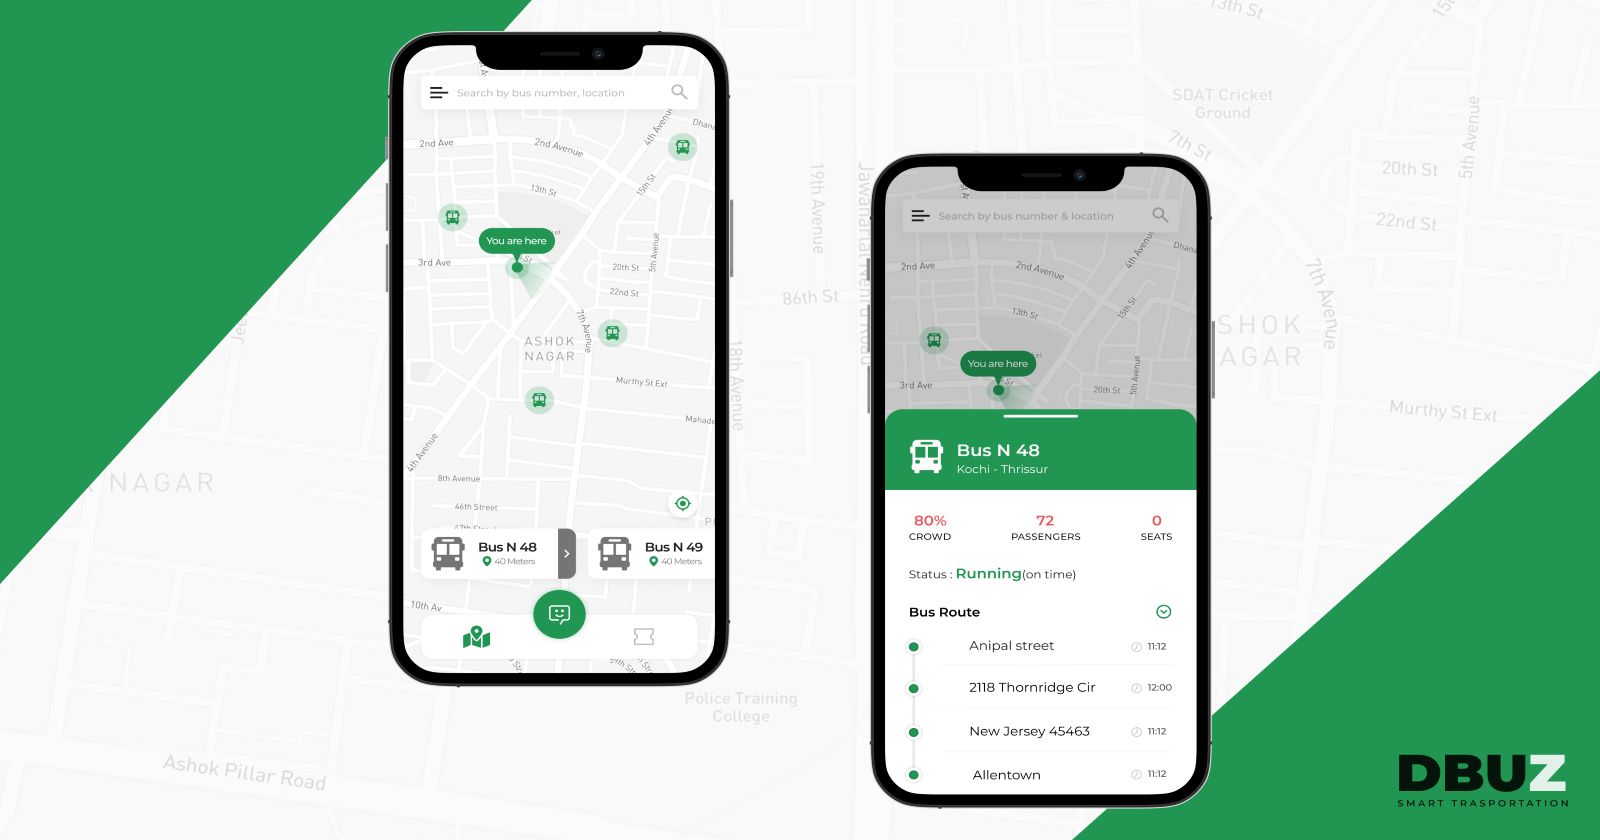 Search by bus number, location
4th Avenue
Dhana
2nd Ave
2nd Avenue
15th St
13th St
You are here
3rd Ave
20th St
5th Avenue
22nd St
7th Avenue
ASHOK
NAGAR
Murthy St Ext
Mahade
4th Avenue
8th Avenue
46th Street
47th Street
Bus N 48
40 Meters
Bus N 49
40 Meters
10th Av
Search by bus number & location
4th Avenue
Dhana
2nd Ave
2nd Avenue
15th St
13th St
You are here
3rd Ave
20th St
5th Avenue
Bus N 48
Kochi - Thrissur
80%
CROWD
72
PASSENGERS
0
SEATS
Status : Running(on time)
Bus Route
Anipal street
11:12
2118 Thornridge Cir
12:00
New Jersey 45463
11:12
Allentown
11:12
13th St
SDAT Cricket
Ground
7th St
5th Avenue
20th St
22nd St
19th Avenue
86th St
7th Avenue
SHOK
AGAR
18th Avenue
Murthy St Ext
NAGAR
Police Training
College
Ashok Pillar Road
DBUZ
SMART TRASPORTATION